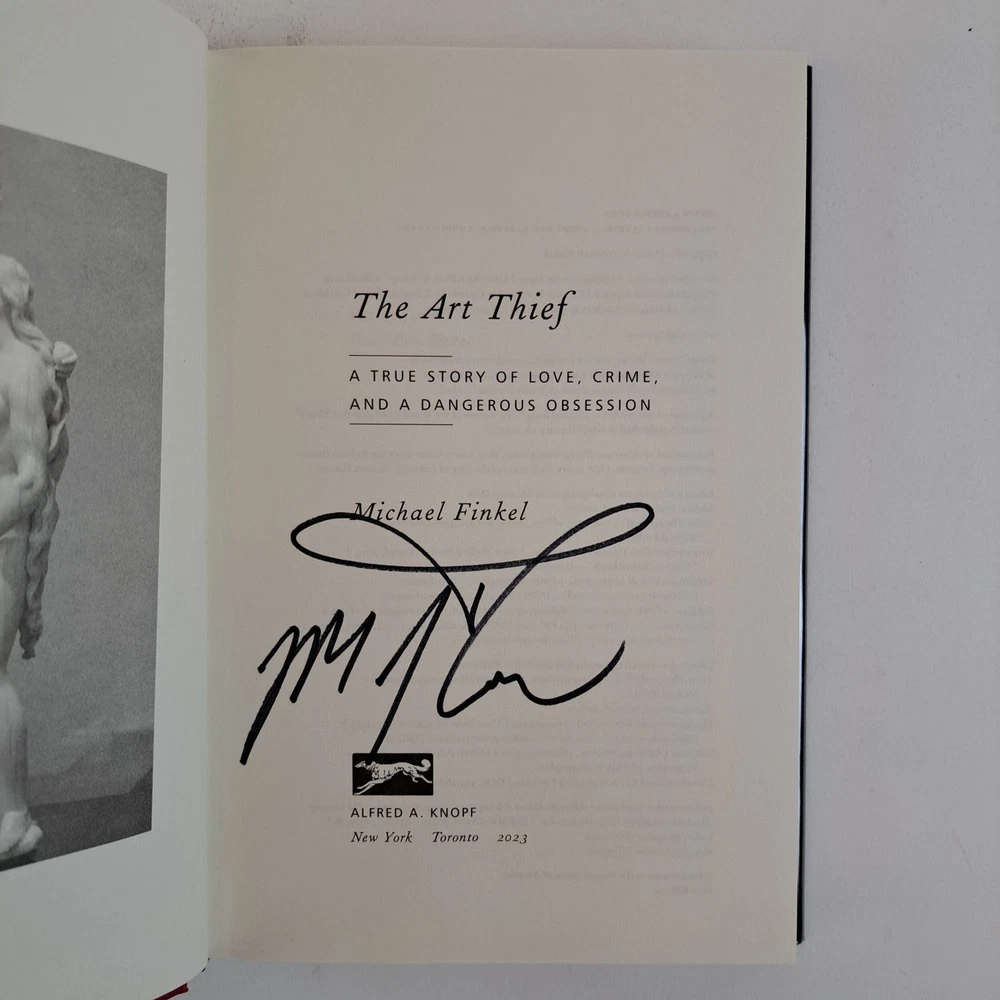 The Art Thief
A TRUE STORY OF LOVE, CRIME,
AND A DANGEROUS OBSESSION
Michael Finkel
ALFRED A. KNOPF
New York Toronto 2023